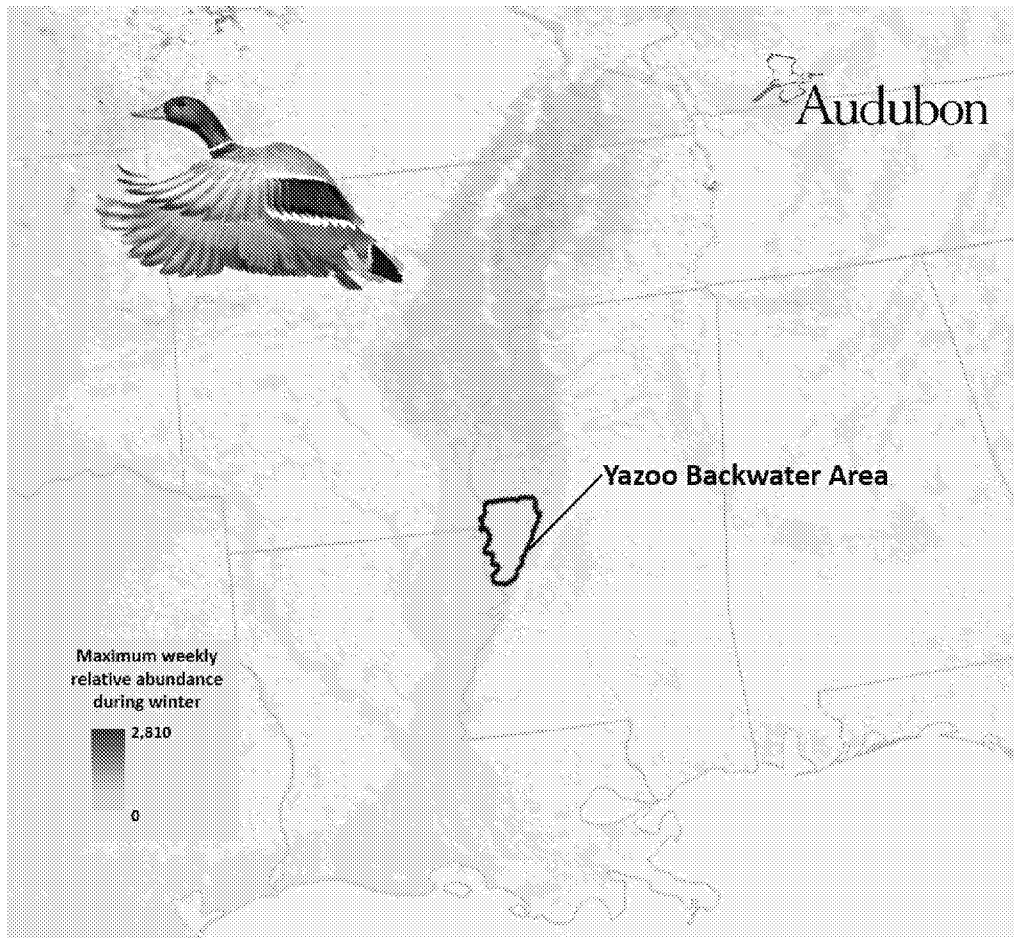 Audubon
Yazoo Backwater Area
Maximum weekly
relative abundance
during winter
2,810
0